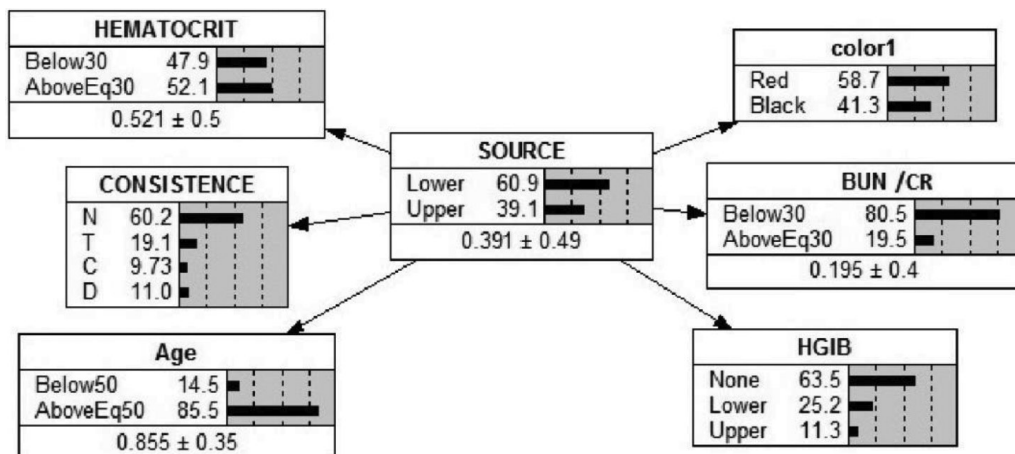 HEMATOCRIT
Below30 47.9
AboveEq30 52.1
0.521 ± 0.5
color1
Red 58.7
Black 41.3
SOURCE
Lower 60.9
Upper 39.1
0.391 ± 0.49
CONSISTENCE
N 60.2
T 19.1
C 9.73
D 11.0
BUN /CR
Below30 80.5
AboveEq30 19.5
0.195 ± 0.4
Age
Below50 14.5
AboveEq50 85.5
0.855 ± 0.35
HGIB
None 63.5
Lower 25.2
Upper 11.3